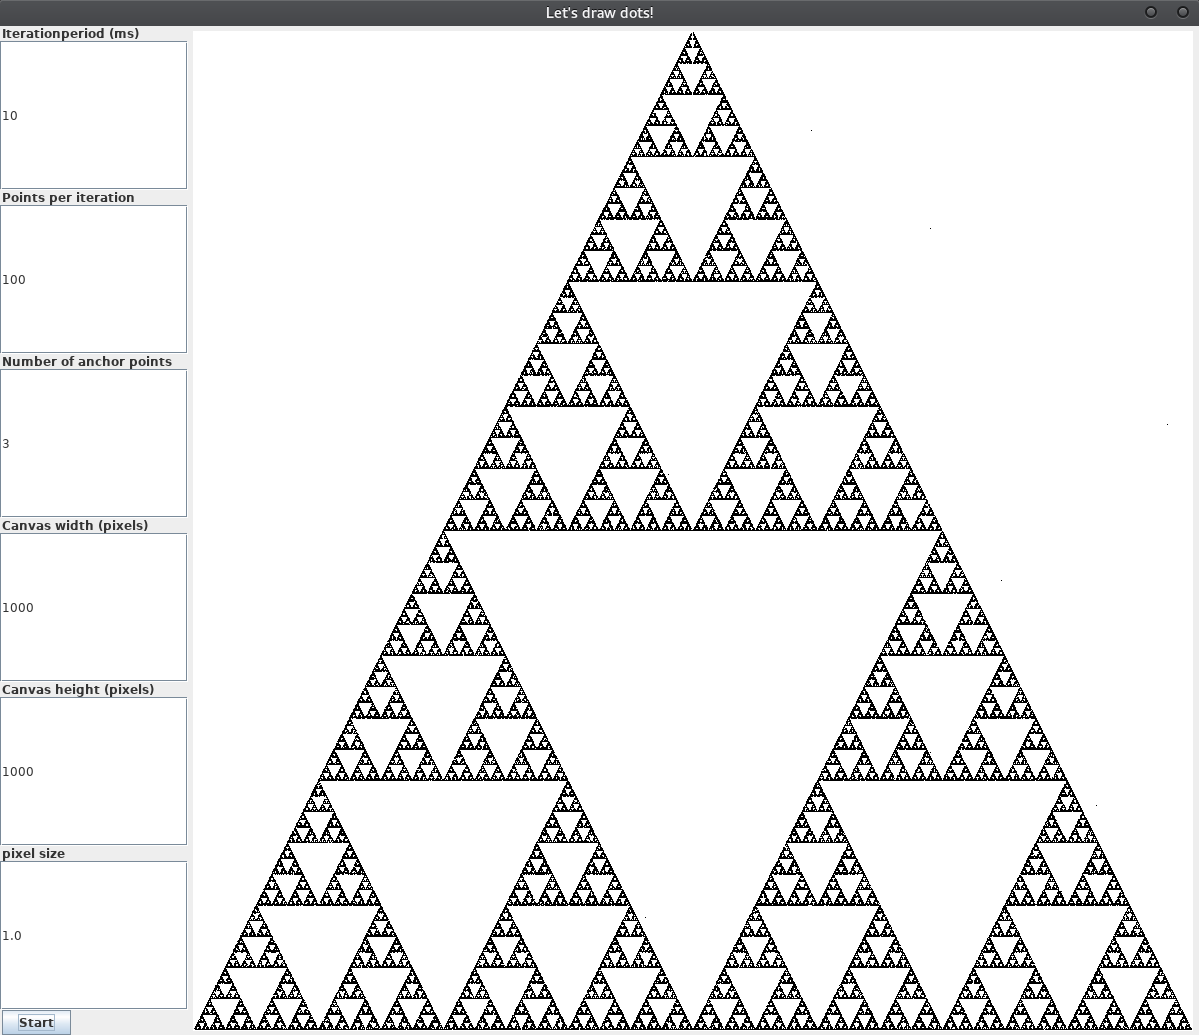 Let's draw dots!
Iterationperiod (ms)
10
Points per iteration
100
Number of anchor points
3
Canvas width (pixels)
1000
Canvas height (pixels)
1000
pixel size
1.0
Start